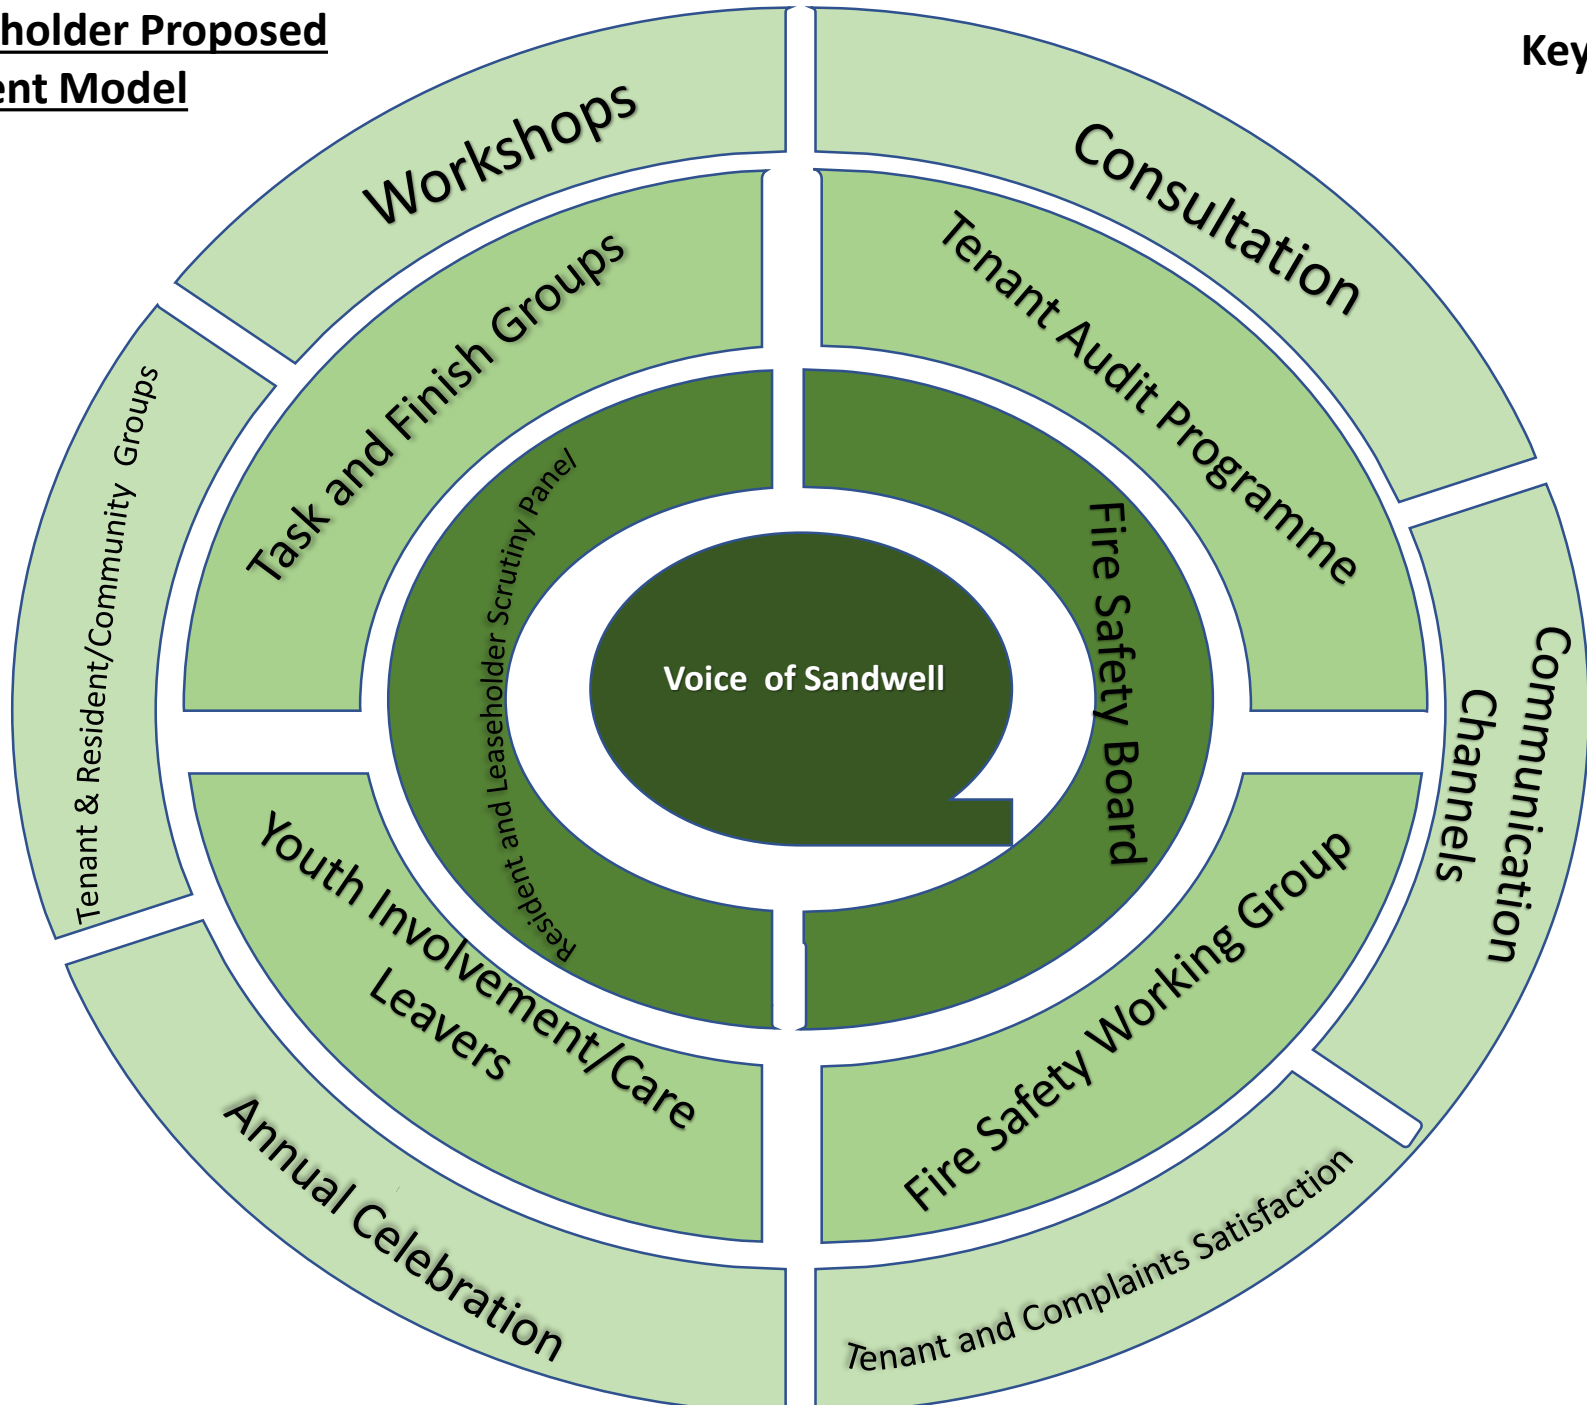 holder Proposed
ent Model
Key
Workshops
Consultation
Task and Finish Groups
Tenant Audit Programme
Tenant & Resident/Community Groups
Resident and Leaseholder Scrutiny Panel
Voice of Sandwell
Fire Safety Board
Communication
Channels
Youth Involvement/Care
Leavers
Fire Safety Working Group
Annual Celebration
Tenant and Complaints Satisfaction